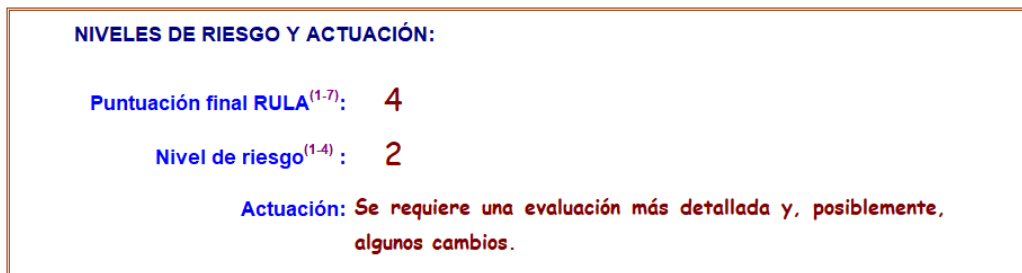 NIVELES DE RIESGO Y ACTUACIÓN:
Puntuación final RULA(1-7): 4
Nivel de riesgo(1-4) : 2
Actuación: Se requiere una evaluación más detallada y, posiblemente,
algunos cambios.